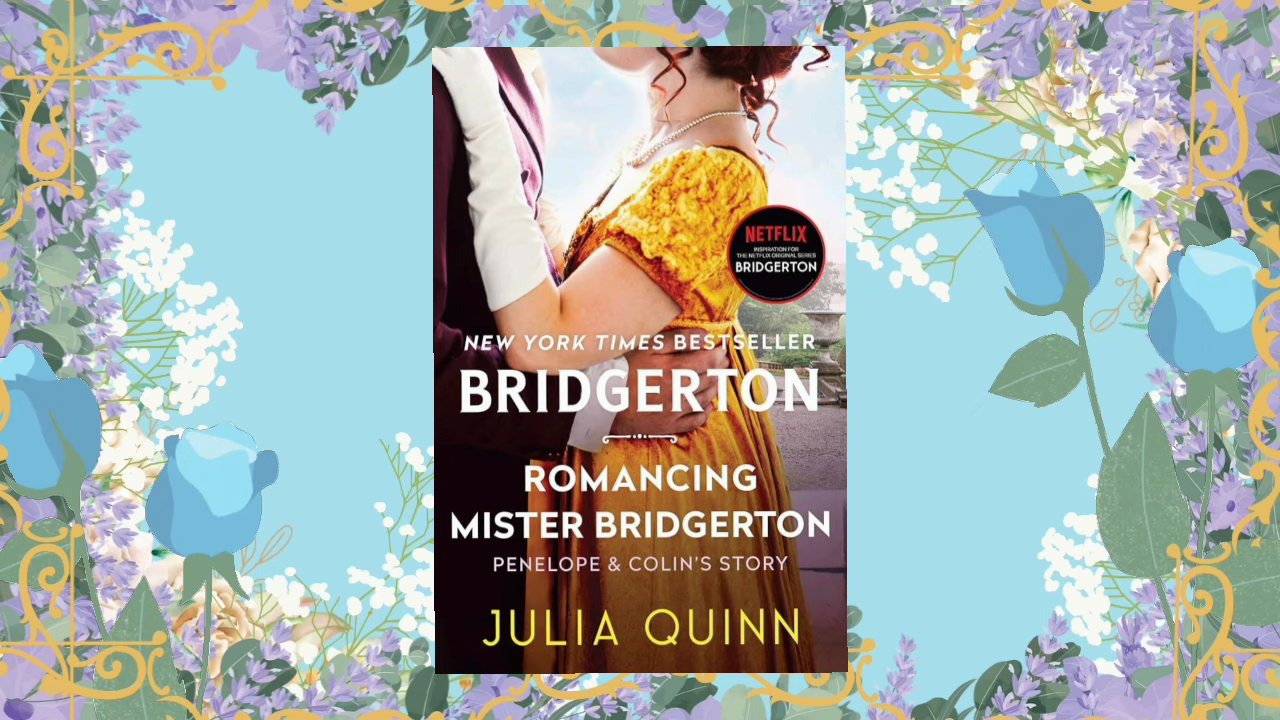 NETFLIX
INSPIRATION FOR
THE NETFLIX ORIGINAL SERIES
BRIDGERTON
NEW YORK TIMES BESTSELLER
BRIDGERTON
ROMANCING
MISTER BRIDGERTON
PENELOPE & COLIN'S STORY
JULIA QUINN